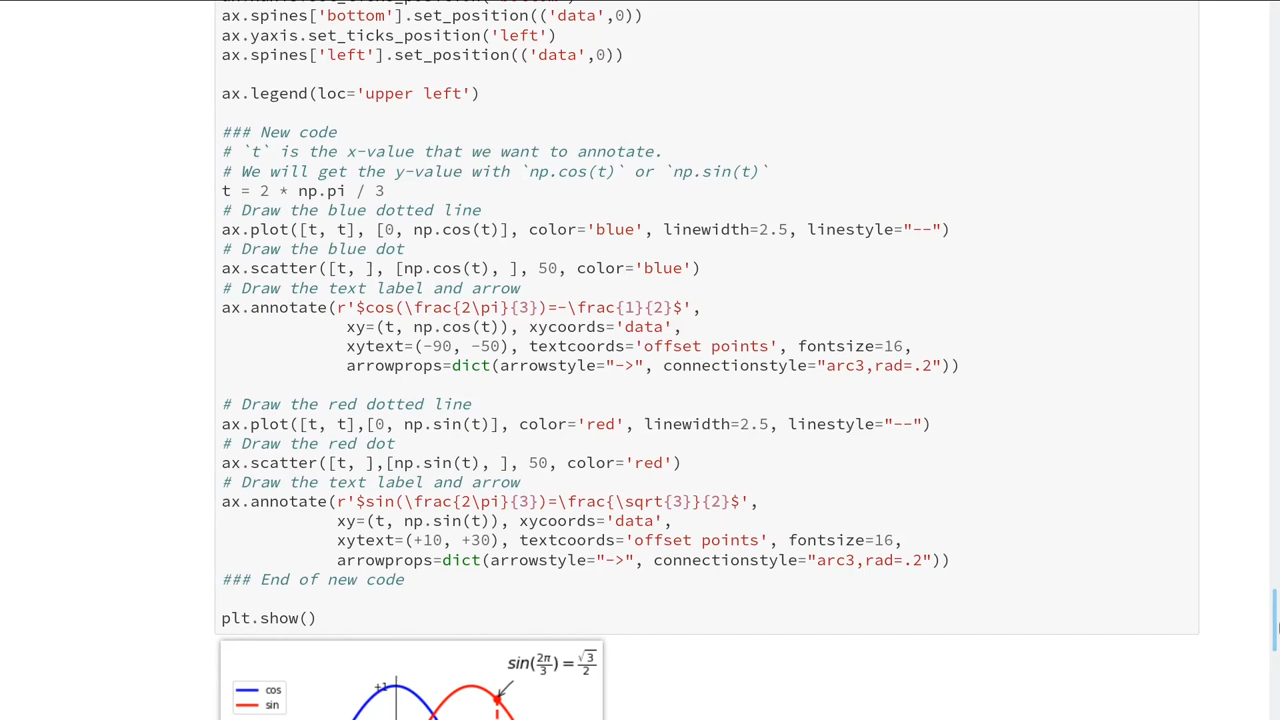 ax.spines['bottom'].set_position(('data',0))
ax.yaxis.set_ticks_position('left')
ax.spines['left'].set_position(('data',0))
ax.legend(loc='upper left')
### New code
# `t` is the x-value that we want to annotate.
# We will get the y-value with `np.cos(t)` or `np.sin(t)`
t = 2 * np.pi / 3
# Draw the blue dotted line
ax.plot([t, t], [0, np.cos(t)], color='blue', linewidth=2.5, linestyle="--")
# Draw the blue dot
ax.scatter([t, ], [np.cos(t), ], 50, color='blue')
# Draw the text label and arrow
ax.annotate(r'$cos(\frac{2\pi}{3})=-\frac{1}{2}$',
xy=(t, np.cos(t)), xycoords='data',
xytext=(-90, -50), textcoords='offset points', fontsize=16,
arrowprops=dict(arrowstyle="->", connectionstyle="arc3,rad=.2"))
# Draw the red dotted line
ax.plot([t, t],[0, np.sin(t)], color='red', linewidth=2.5, linestyle="--")
# Draw the red dot
ax.scatter([t, ],[np.sin(t), ], 50, color='red')
# Draw the text label and arrow
ax.annotate(r'$sin(\frac{2\pi}{3})=\frac{\sqrt{3}}{2}$',
xy=(t, np.sin(t)), xycoords='data',
xytext=(+10, +30), textcoords='offset points', fontsize=16,
arrowprops=dict(arrowstyle="->", connectionstyle="arc3,rad=.2"))
### End of new code
plt.show()
sin(2π/3) = √3/2
+1
cos
sin